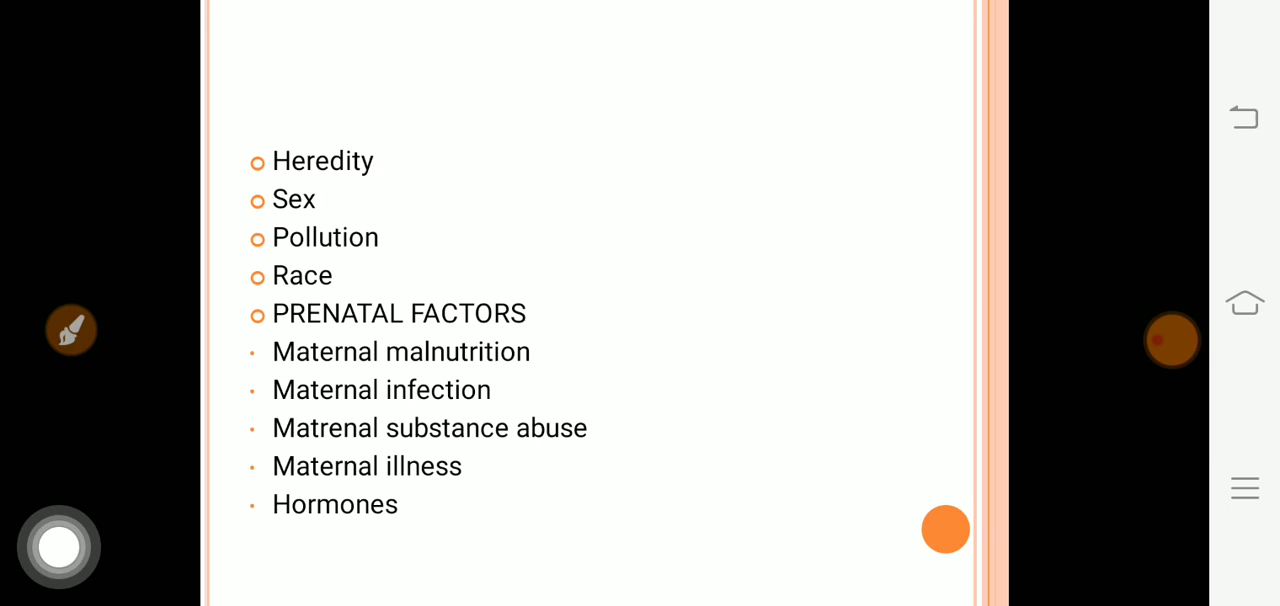 Heredity
Sex
Pollution
Race
PRENATAL FACTORS
Maternal malnutrition
Maternal infection
Matrenal substance abuse
Maternal illness
Hormones